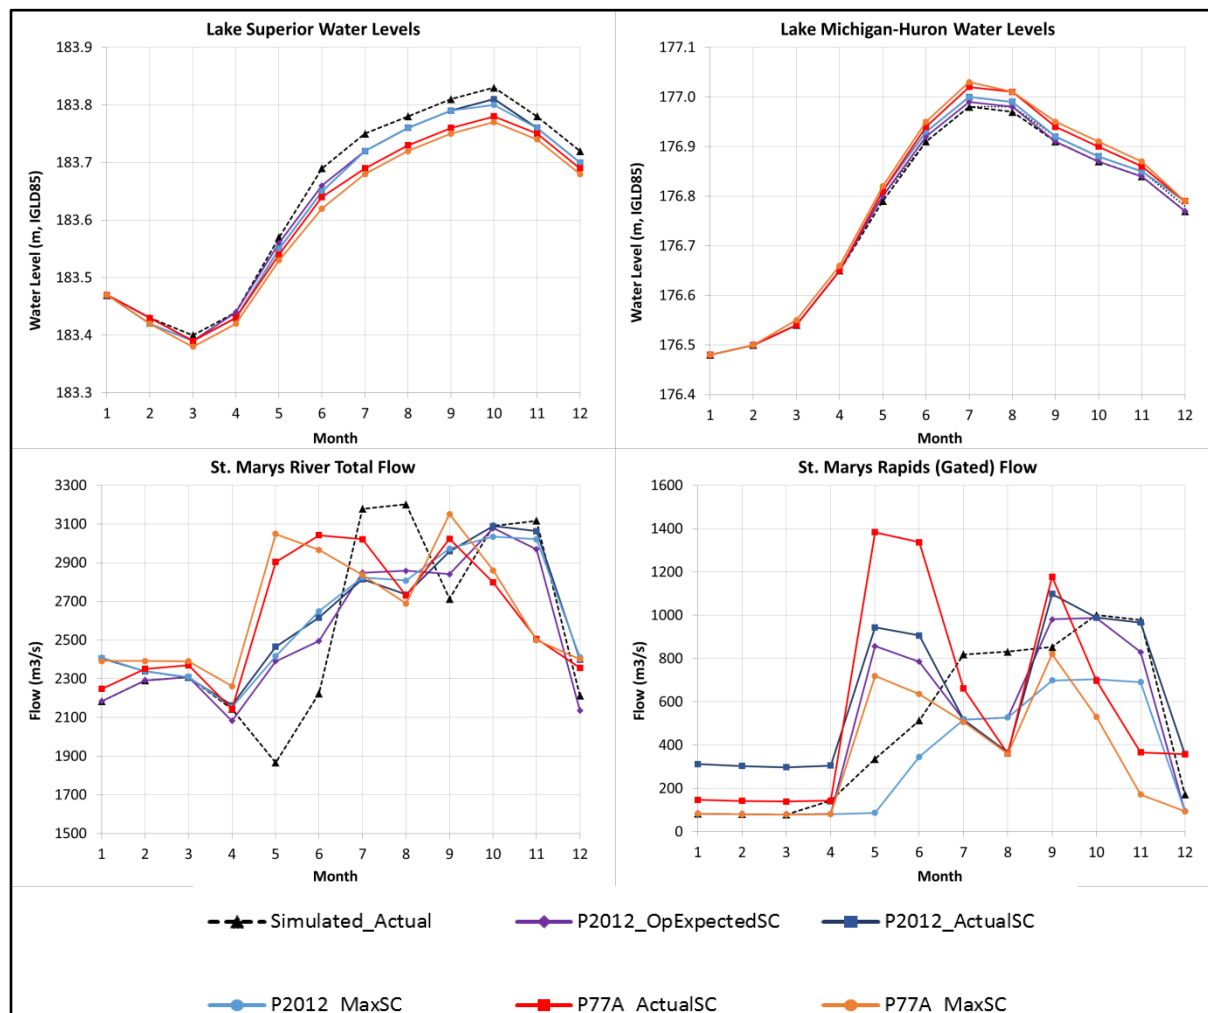 Lake Superior Water Levels
183.9
183.8
183.7
183.6
183.5
183.4
183.3
Water Level (m, IGLD85)
1 2 3 4 5 6 7 8 9 10 11 12
Month
Lake Michigan-Huron Water Levels
177.1
177.0
176.9
176.8
176.7
176.6
176.5
176.4
Water Level (m, IGLD85)
1 2 3 4 5 6 7 8 9 10 11 12
Month
St. Marys River Total Flow
3300
3100
2900
2700
2500
2300
2100
1900
1700
1500
Flow (m3/s)
1 2 3 4 5 6 7 8 9 10 11 12
Month
St. Marys Rapids (Gated) Flow
1600
1400
1200
1000
800
600
400
200
0
Flow (m3/s)
1 2 3 4 5 6 7 8 9 10 11 12
Month
Simulated_Actual P2012_OpExpectedSC P2012_ActualSC
P2012_MaxSC P77A_ActualSC P77A_MaxSC